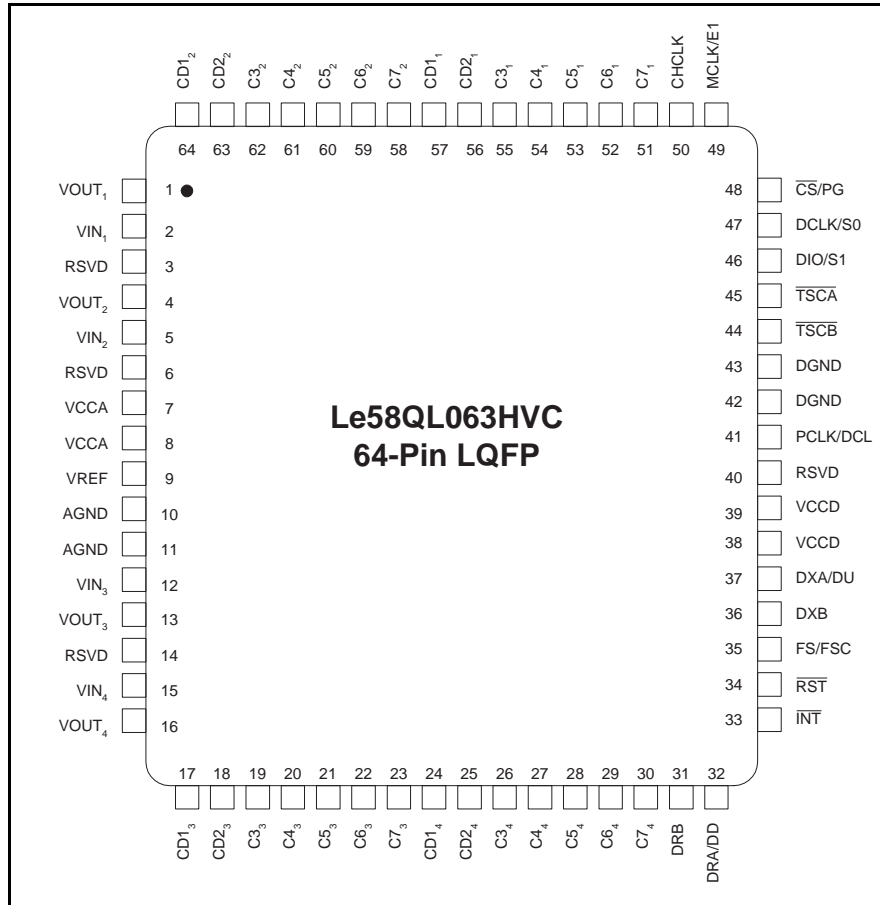 CD1₂ CD2₂ C3₂ C4₂ C5₂ C6₂ C7₂ CD1₁ CD2₁ C3₁ C4₁ C5₁ C6₁ C7₁ CHCLK MCLK/E1
64 63 62 61 60 59 58 57 56 55 54 53 52 51 50 49
VOUT₁ 1 48 C̅S̅/PG
VIN₁ 2 47 DCLK/S0
RSVD 3 46 DIO/S1
VOUT₂ 4 45 T̅S̅C̅A̅
VIN₂ 5 44 T̅S̅C̅B̅
RSVD 6 43 DGND
VCCA 7 42 DGND
Le58QL063HVC
VCCA 8 41 PCLK/DCL
64-Pin LQFP
VREF 9 40 RSVD
AGND 10 39 VCCD
AGND 11 38 VCCD
VIN₃ 12 37 DXA/DU
VOUT₃ 13 36 DXB
RSVD 14 35 FS/FSC
VIN₄ 15 34 R̅S̅T̅
VOUT₄ 16 33 I̅N̅T̅
17 18 19 20 21 22 23 24 25 26 27 28 29 30 31 32
CD1₃ CD2₃ C3₃ C4₃ C5₃ C6₃ C7₃ CD1₄ CD2₄ C3₄ C4₄ C5₄ C6₄ C7₄ DRB DRA/DD